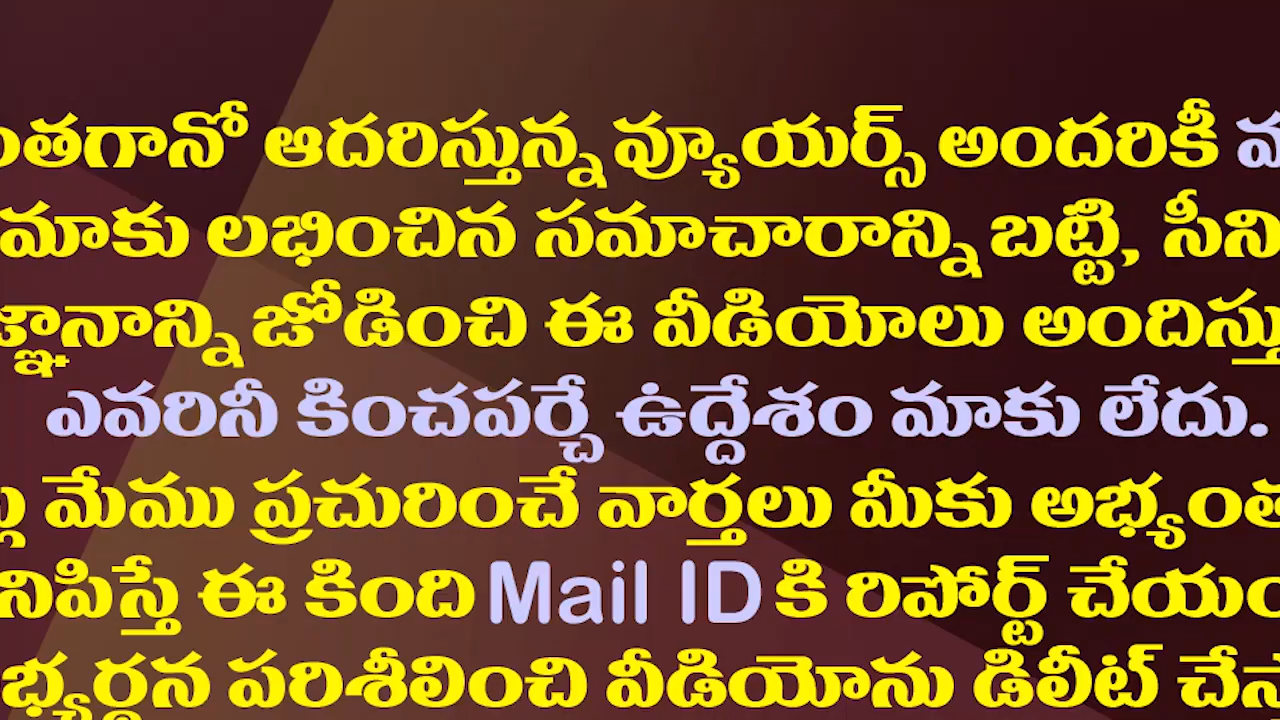 ంతగానో ఆదరిస్తున్న వ్యూయర్స్ అందరికీ
మాకు లభించిన సమాచారాన్ని బట్టి, సీని
జ్ఞానాన్ని జోడించి ఈ వీడియోలు అందిస్తు
ఎవరినీ కించపర్చే ఉద్దేశం మాకు లేదు.
మేము ప్రచురించే వార్తలు మీకు అభ్యంత
నిపిస్తే ఈ కింది Mail ID కి రిపోర్ట్ చేయం
భ్యర్థన పరిశీలించి వీడియోను డిలీట్ చేస